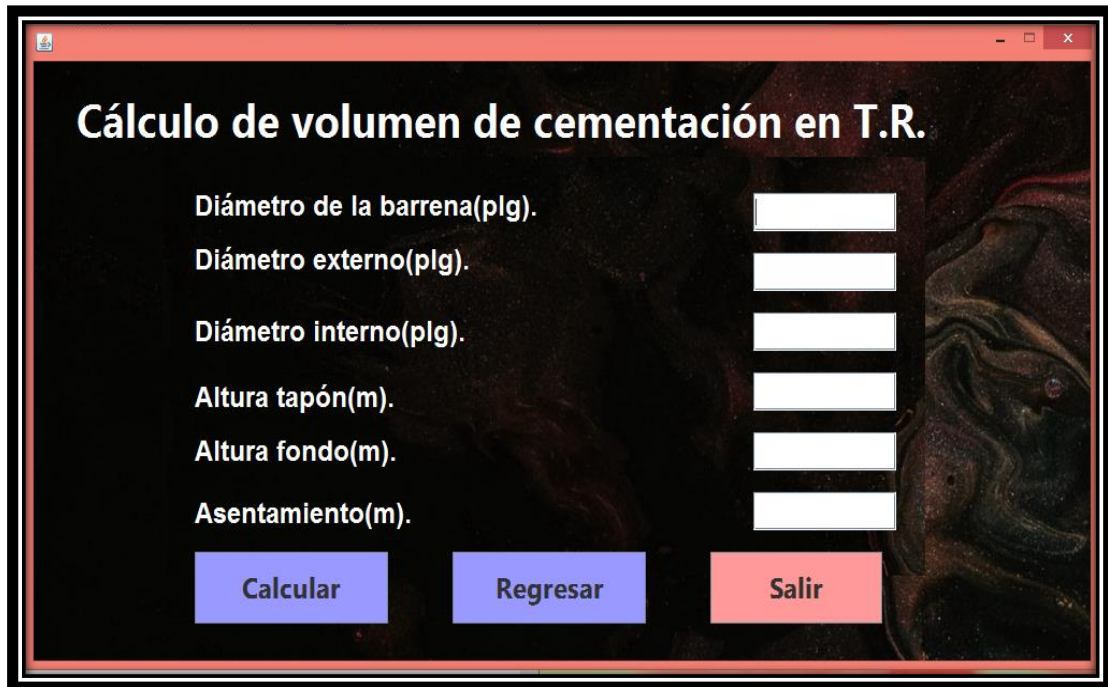 Cálculo de volumen de cementación en T.R.
Diámetro de la barrena(plg).
Diámetro externo(plg).
Diámetro interno(plg).
Altura tapón(m).
Altura fondo(m).
Asentamiento(m).
Calcular Regresar Salir